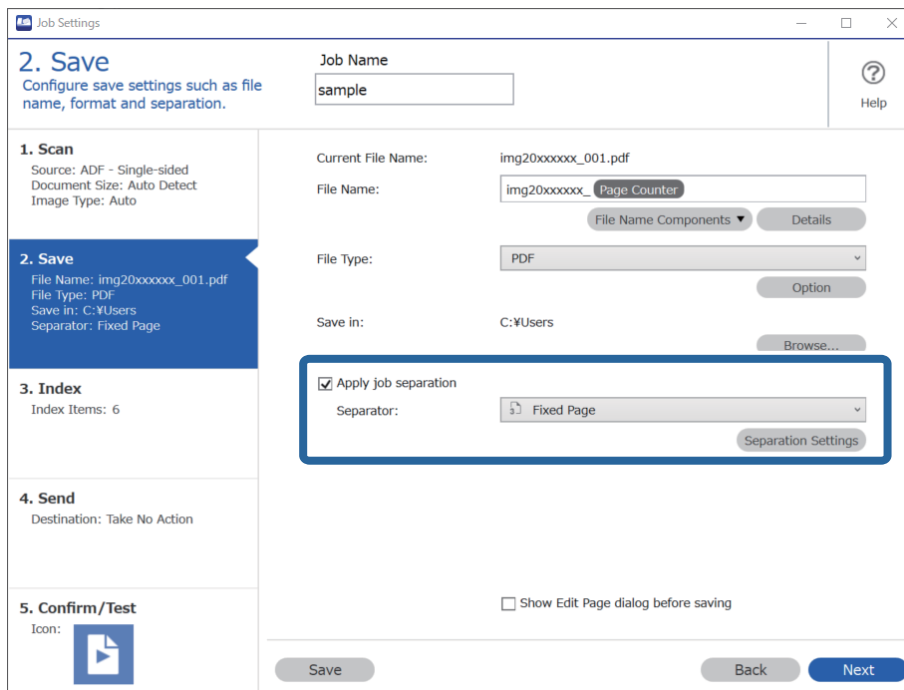 Job Settings
2. Save
Configure save settings such as file
name, format and separation.
Job Name
sample
Help
1. Scan
Source: ADF - Single-sided
Document Size: Auto Detect
Image Type: Auto
2. Save
File Name: img20xxxxxx_001.pdf
File Type: PDF
Save in: C:¥Users
Separator: Fixed Page
3. Index
Index Items: 6
4. Send
Destination: Take No Action
5. Confirm/Test
Icon:
Current File Name: img20xxxxxx_001.pdf
File Name: img20xxxxxx_ Page Counter
File Name Components ▼ Details
File Type: PDF
Option
Save in: C:¥Users
Browse...
Apply job separation
Separator: 3 Fixed Page
Separation Settings
Show Edit Page dialog before saving
Save Back Next